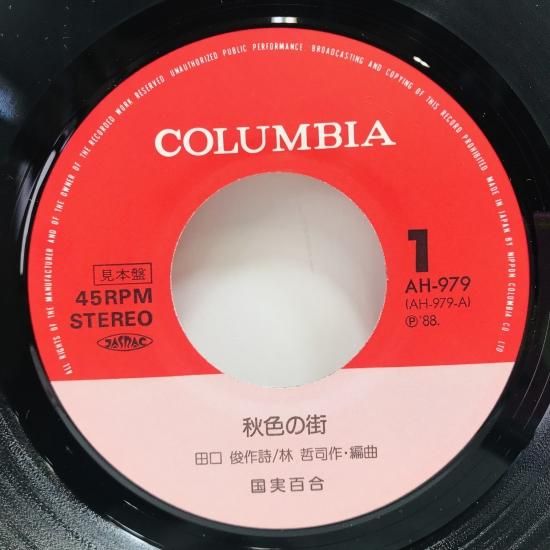 ALL RIGHTS OF THE MANUFACTURER AND OF THE OWNER OF THE RECORDED WORK RESERVED UNAUTHORIZED PUBLIC PERFORMANCE BROADCASTING AND COPYING OF THIS RECORD PROHIBITED MADE IN JAPAN BY NIPPON COLUMBIA CO., LTD
COLUMBIA
見本盤
45RPM
STEREO
JASRAC
1
AH-979
(AH-979-A)
Ⓟ'88.
秋色の街
田口 俊作詩/林 哲司作・編曲
国実百合